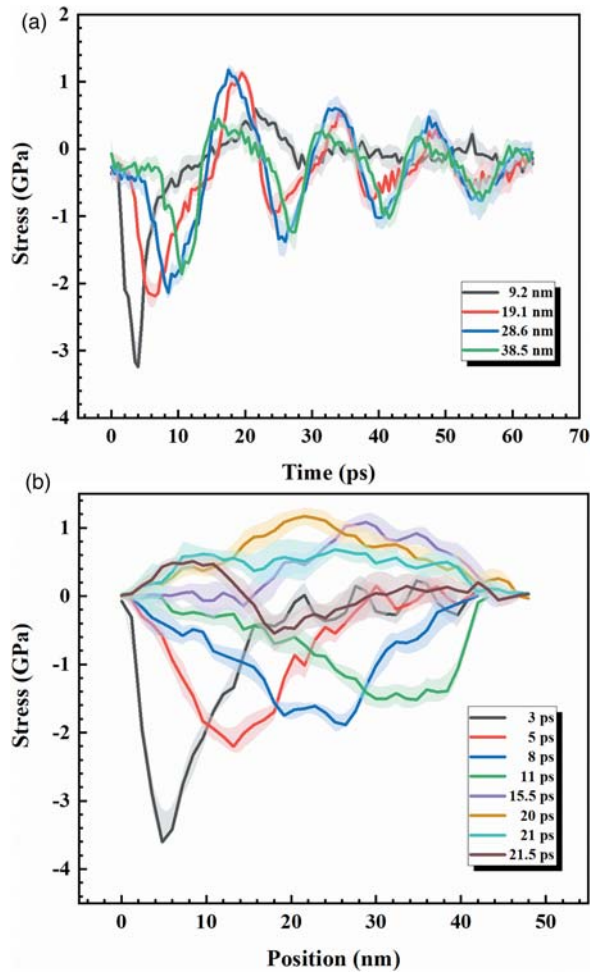 (a)
2
1
0
-1
-2
-3
-4
Stress (GPa)
0 10 20 30 40 50 60 70
Time (ps)
9.2 nm
19.1 nm
28.6 nm
38.5 nm
(b)
1
0
-1
-2
-3
-4
Stress (GPa)
0 10 20 30 40 50
Position (nm)
3 ps
5 ps
8 ps
11 ps
15.5 ps
20 ps
21 ps
21.5 ps